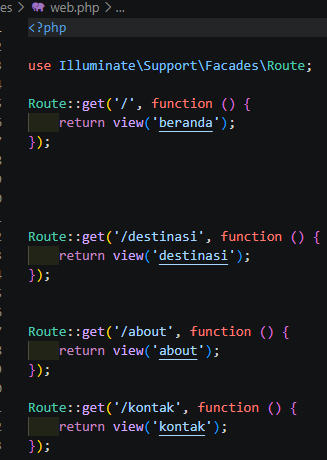 es > web.php > ...
<?php
use Illuminate\Support\Facades\Route;
Route::get('/', function () {
    return view('beranda');
});
Route::get('/destinasi', function () {
    return view('destinasi');
});
Route::get('/about', function () {
    return view('about');
});
Route::get('/kontak', function () {
    return view('kontak');
});